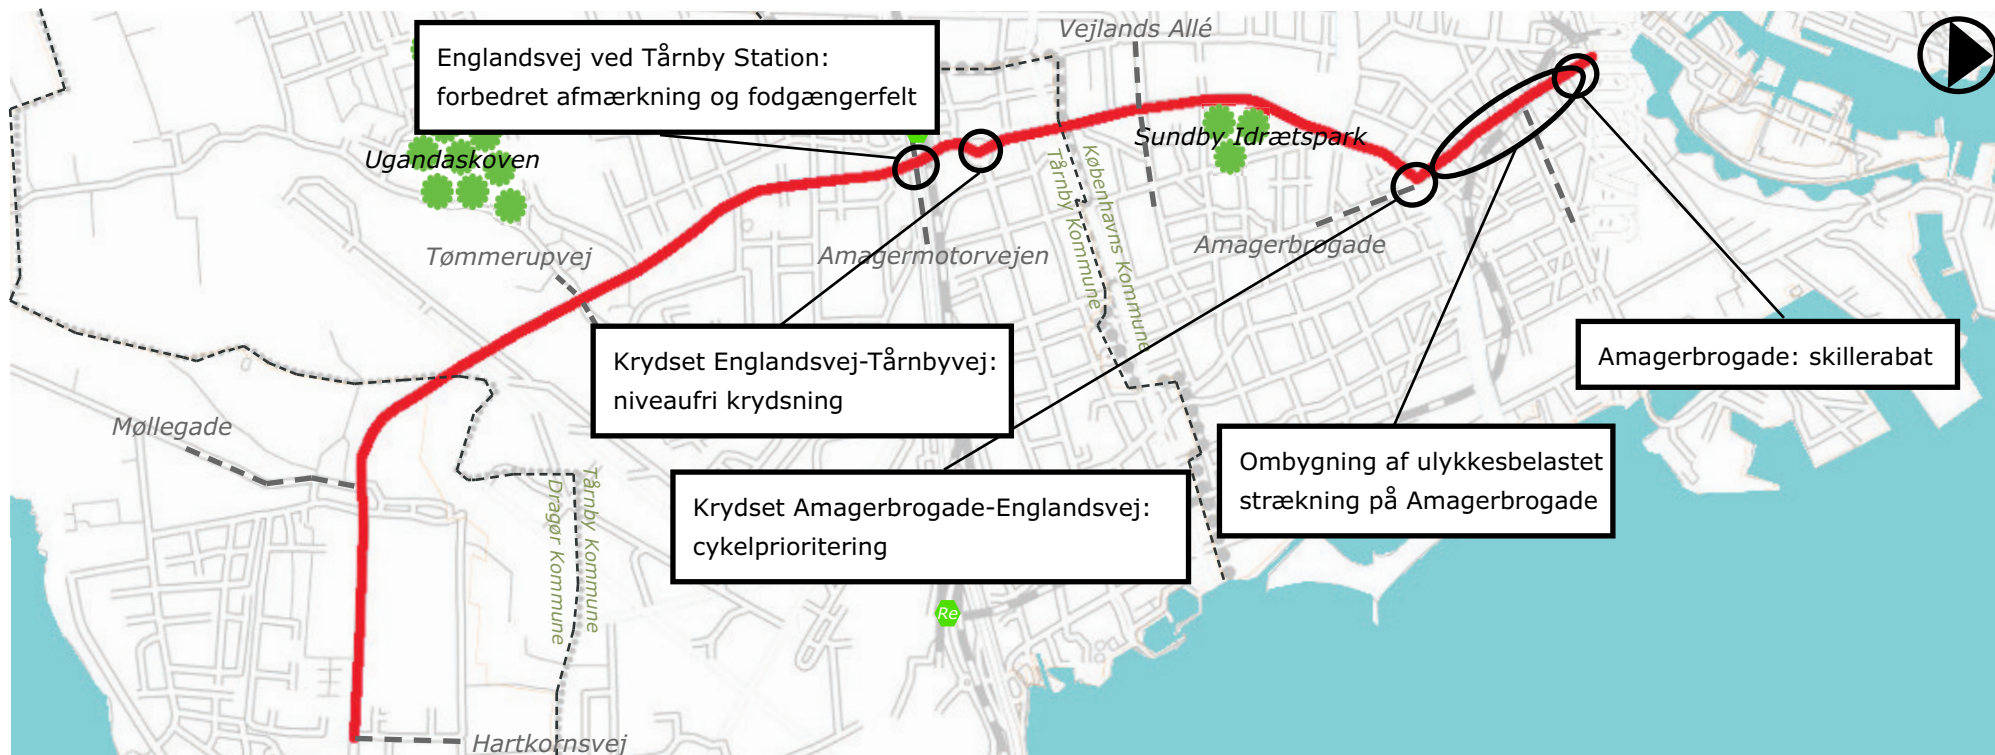 Vejlands Allé
Englandsvej ved Tårnby Station:
forbedret afmærkning og fodgængerfelt
Ugandaskoven
Sundby Idrætspark
Tårnby Kommune
Københavns Kommune
Tømmerupvej
Amagermotorvejen
Amagerbrogade
Krydset Englandsvej-Tårnbyvej:
niveaufri krydsning
Amagerbrogade: skillerabat
Møllegade
Ombygning af ulykkesbelastet
strækning på Amagerbrogade
Krydset Amagerbrogade-Englandsvej:
cykelprioritering
Dragør Kommune
Tårnby Kommune
Re
Hartkornsvej